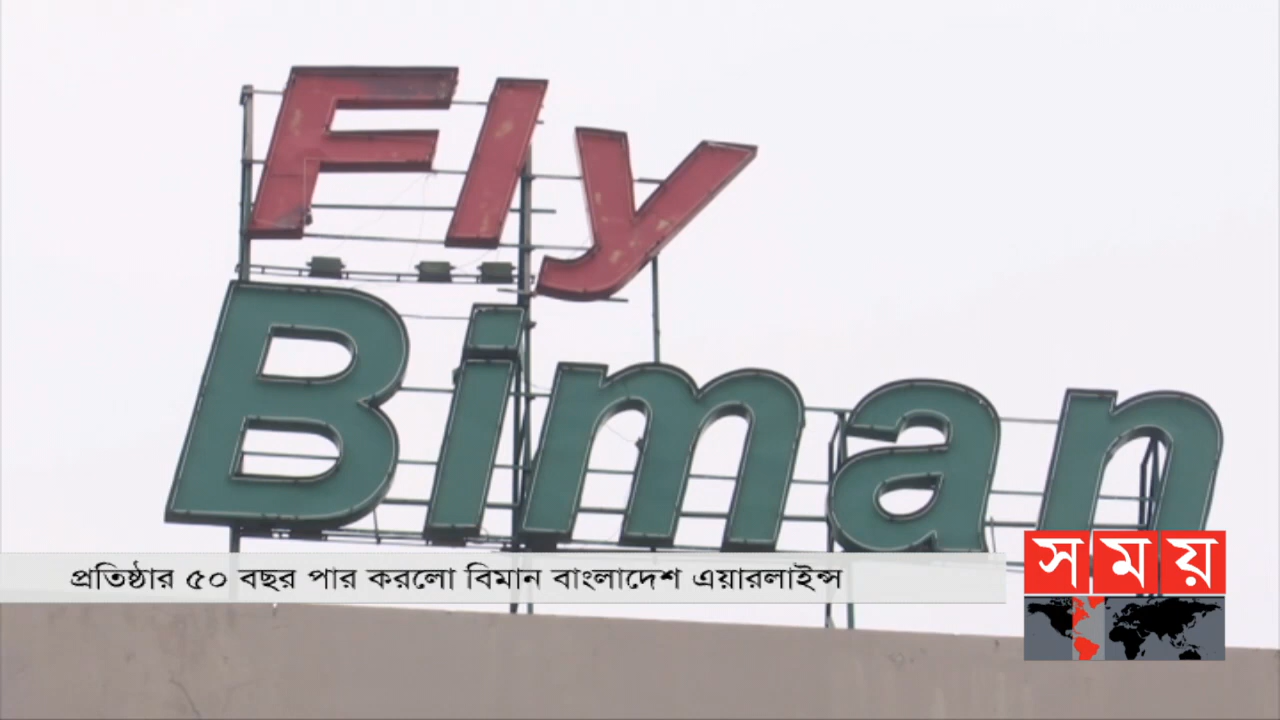 Fly
Biman
প্রতিষ্ঠার ৫০ বছর পার করলো বিমান বাংলাদেশ এয়ারলাইন্স
সময়